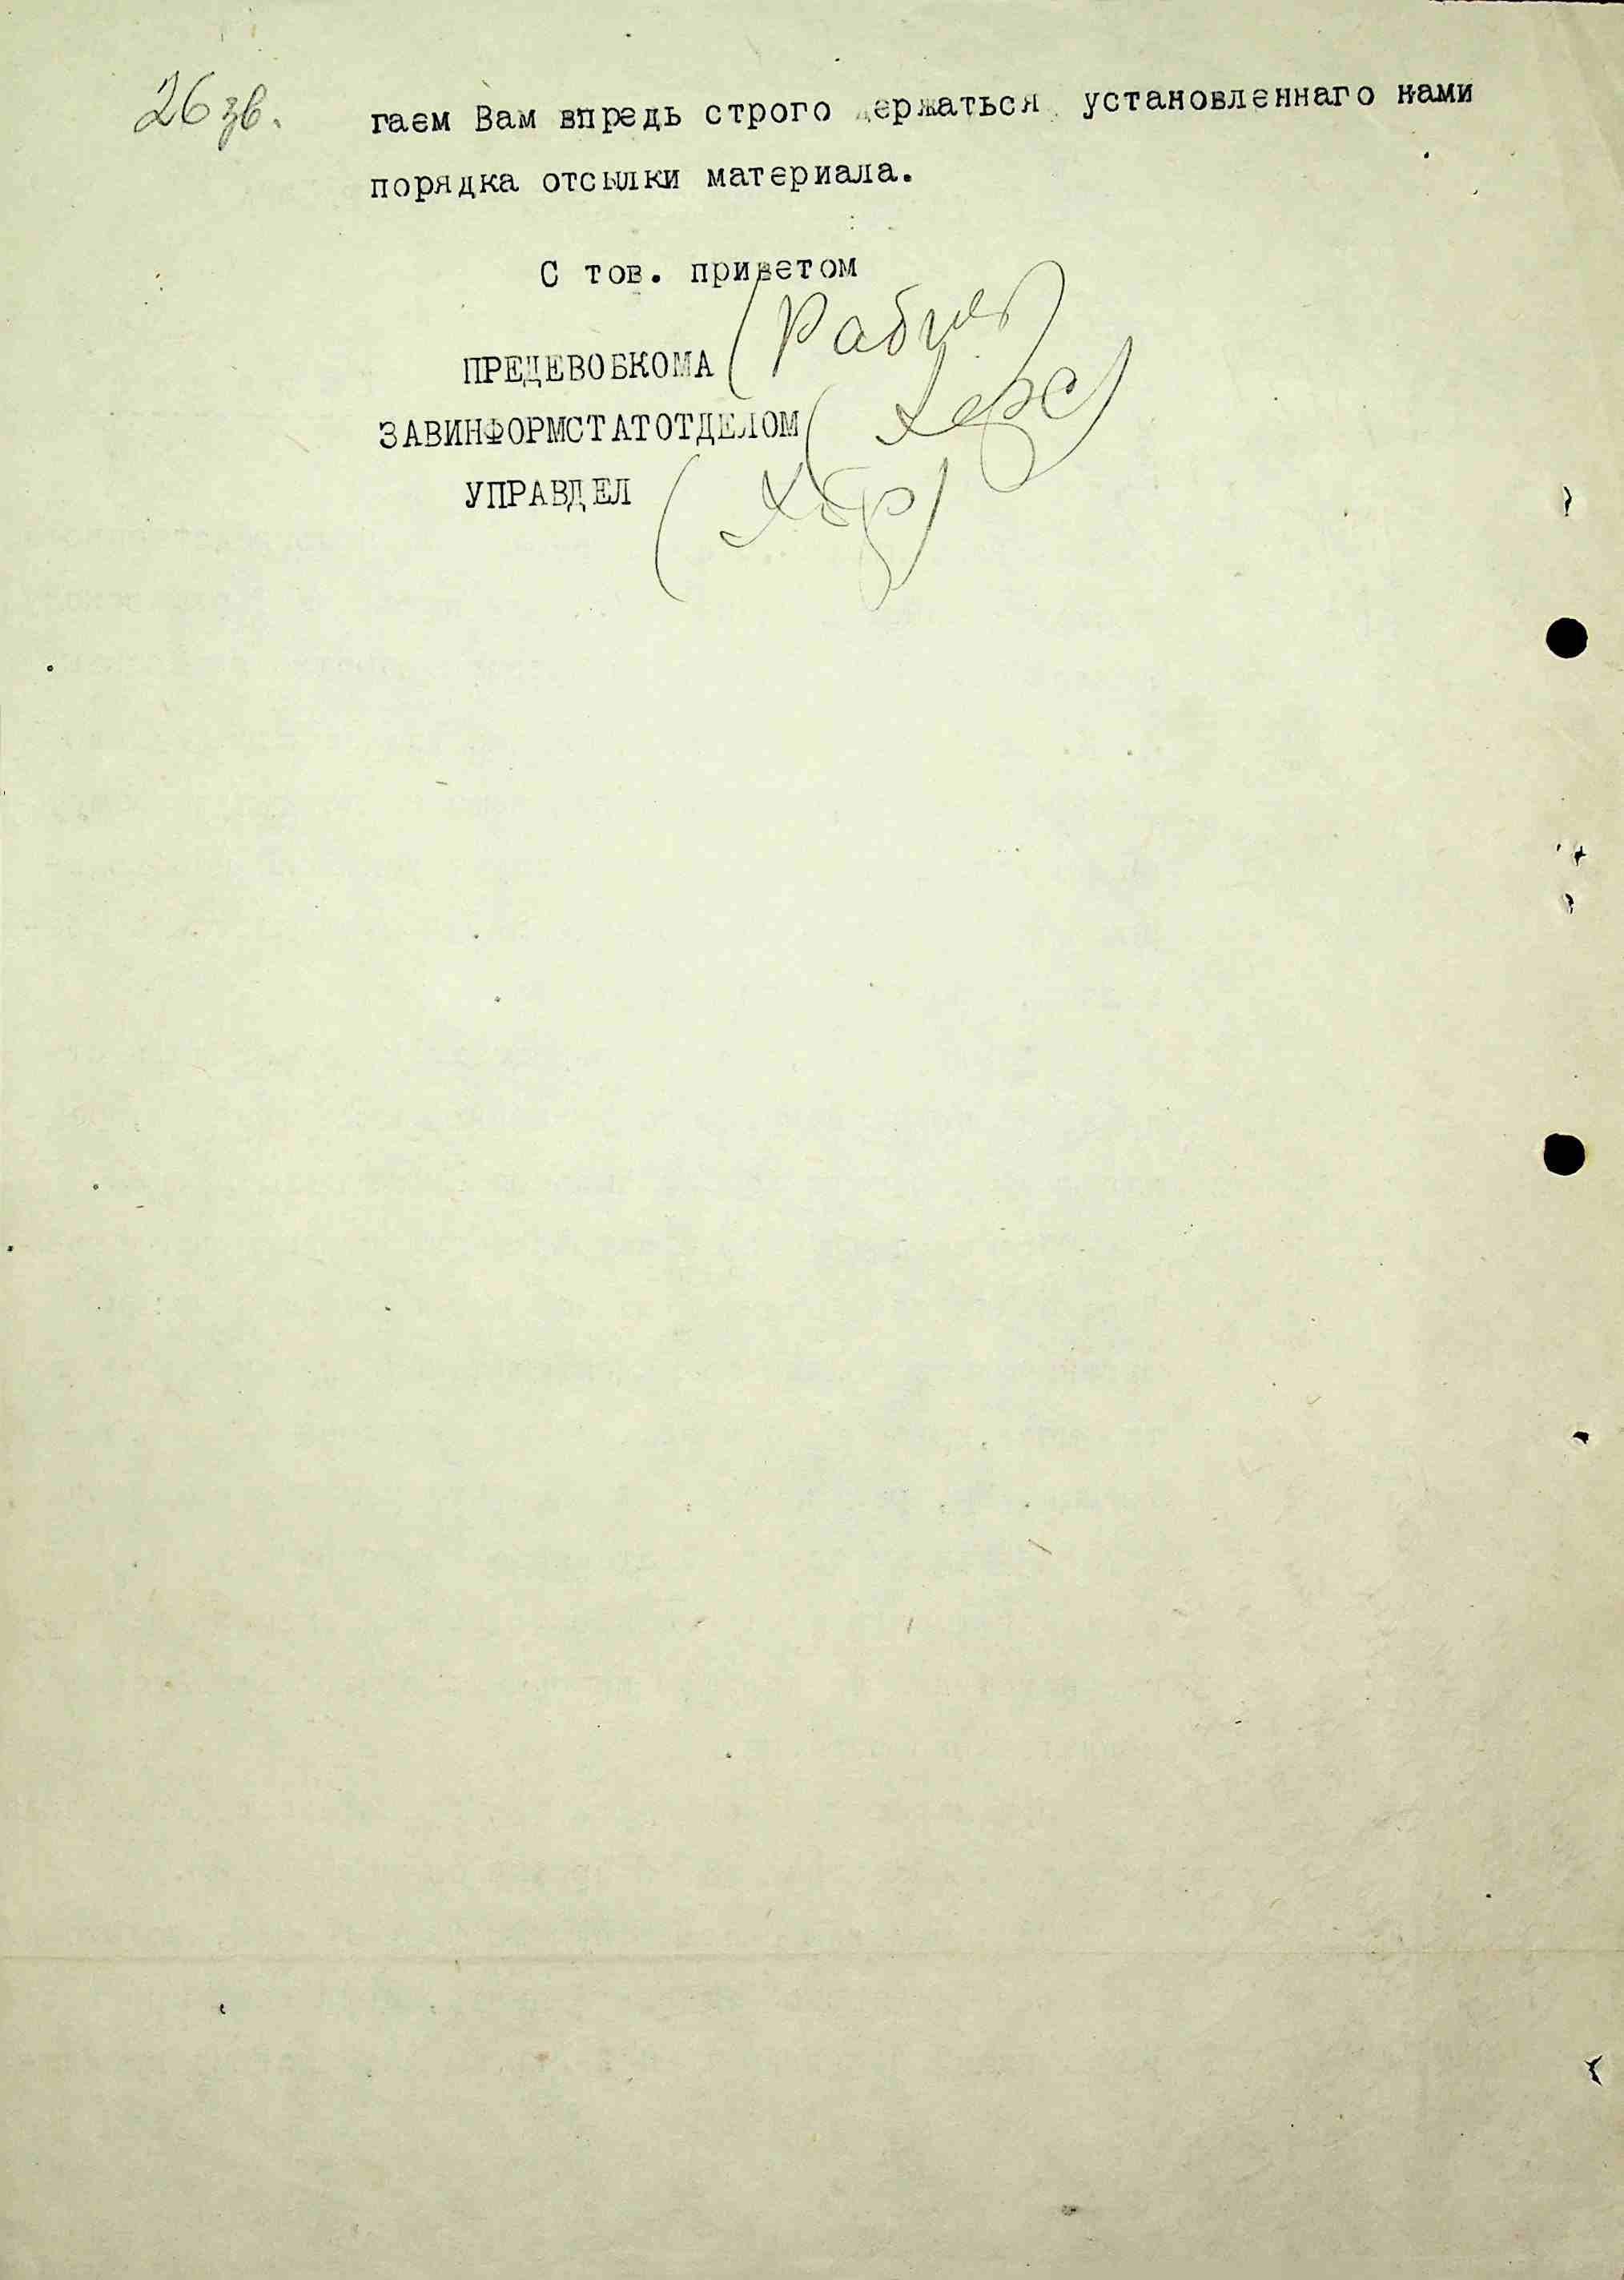 26 зв.
гаем Вам впредь строго держаться установленнаго нами
порядка отсылки материала.
С тов. приветом
ПРЕДЕВОБКОМА
ЗАВИНФОРМСТАТОТДЕЛОМ
УПРАВДЕЛ